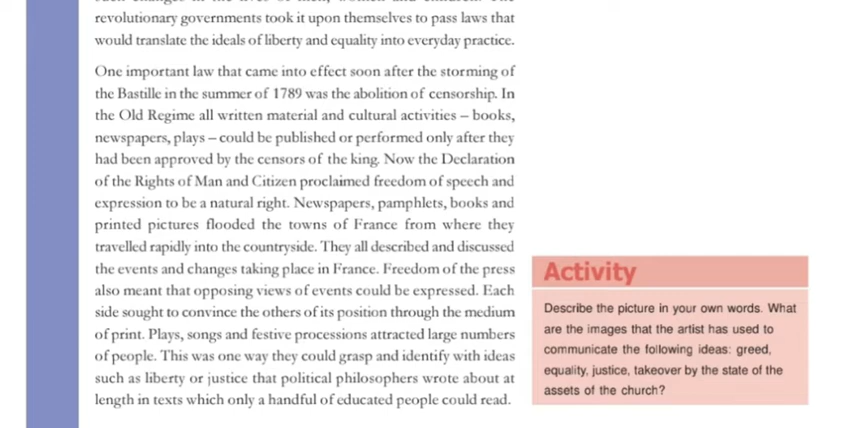 revolutionary governments took it upon themselves to pass laws that
would translate the ideals of liberty and equality into everyday practice.
One important law that came into effect soon after the storming of
the Bastille in the summer of 1789 was the abolition of censorship. In
the Old Regime all written material and cultural activities – books,
newspapers, plays – could be published or performed only after they
had been approved by the censors of the king. Now the Declaration
of the Rights of Man and Citizen proclaimed freedom of speech and
expression to be a natural right. Newspapers, pamphlets, books and
printed pictures flooded the towns of France from where they
travelled rapidly into the countryside. They all described and discussed
the events and changes taking place in France. Freedom of the press
also meant that opposing views of events could be expressed. Each
side sought to convince the others of its position through the medium
of print. Plays, songs and festive processions attracted large numbers
of people. This was one way they could grasp and identify with ideas
such as liberty or justice that political philosophers wrote about at
length in texts which only a handful of educated people could read.
Activity
Describe the picture in your own words. What
are the images that the artist has used to
communicate the following ideas: greed,
equality, justice, takeover by the state of the
assets of the church?